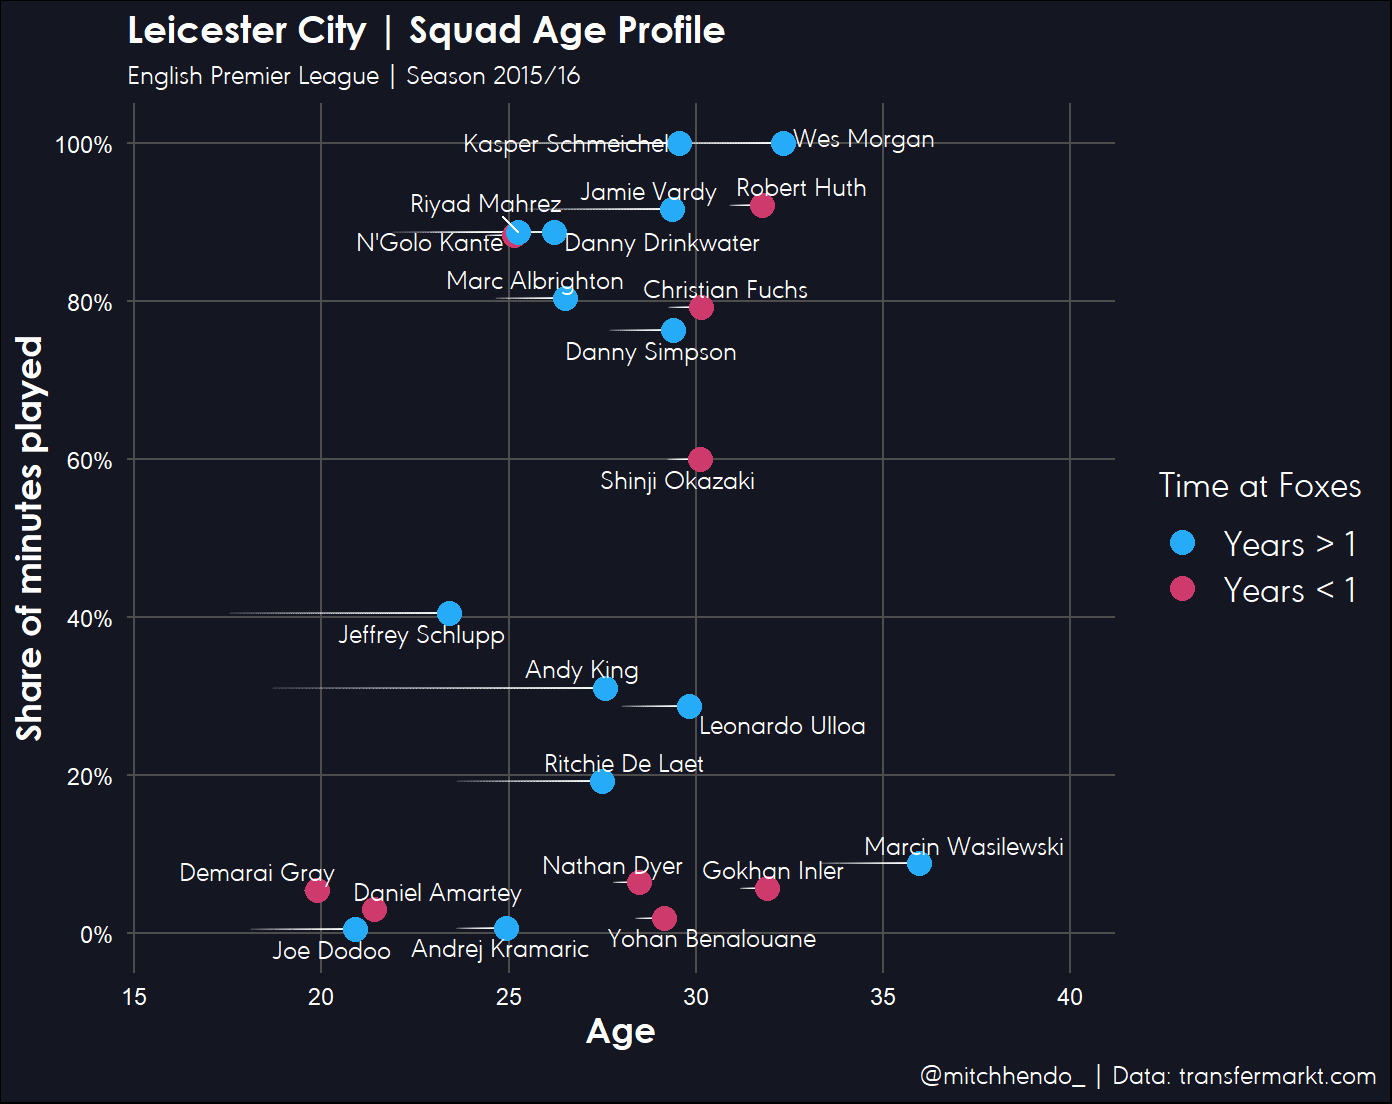 Leicester City | Squad Age Profile
English Premier League | Season 2015/16
100%
Kasper Schmeichel
Wes Morgan
Jamie Vardy
Robert Huth
Riyad Mahrez
N'Golo Kanté
Danny Drinkwater
Marc Albrighton
Christian Fuchs
80%
Danny Simpson
60%
Shinji Okazaki
Time at Foxes
Years > 1
Years < 1
40%
Jeffrey Schlupp
Andy King
Leonardo Ulloa
Ritchie De Laet
20%
Marcin Wasilewski
Demarai Gray
Nathan Dyer
Gokhan Inler
Daniel Amartey
0%
Joe Dodoo
Andrej Kramaric
Yohan Benalouane
15 20 25 30 35 40
Age
Share of minutes played
@mitchhendo_ | Data: transfermarkt.com